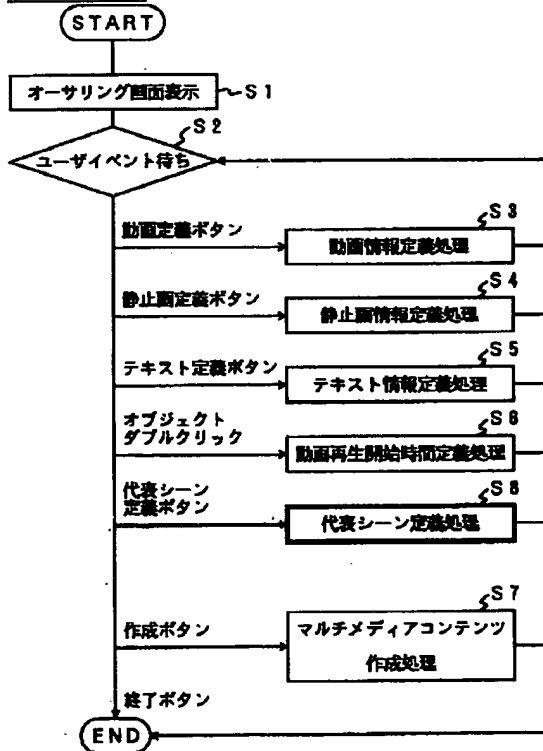 START
オーサリング画面表示
S1
S2
ユーザイベント待ち
S3
動画定義ボタン
動画情報定義処理
S4
静止画定義ボタン
静止画情報定義処理
S5
テキスト定義ボタン
テキスト情報定義処理
S6
オブジェクト
ダブルクリック
動画再生開始時間定義処理
S8
代表シーン
定義ボタン
代表シーン定義処理
S7
作成ボタン
マルチメディアコンテンツ
作成処理
終了ボタン
END